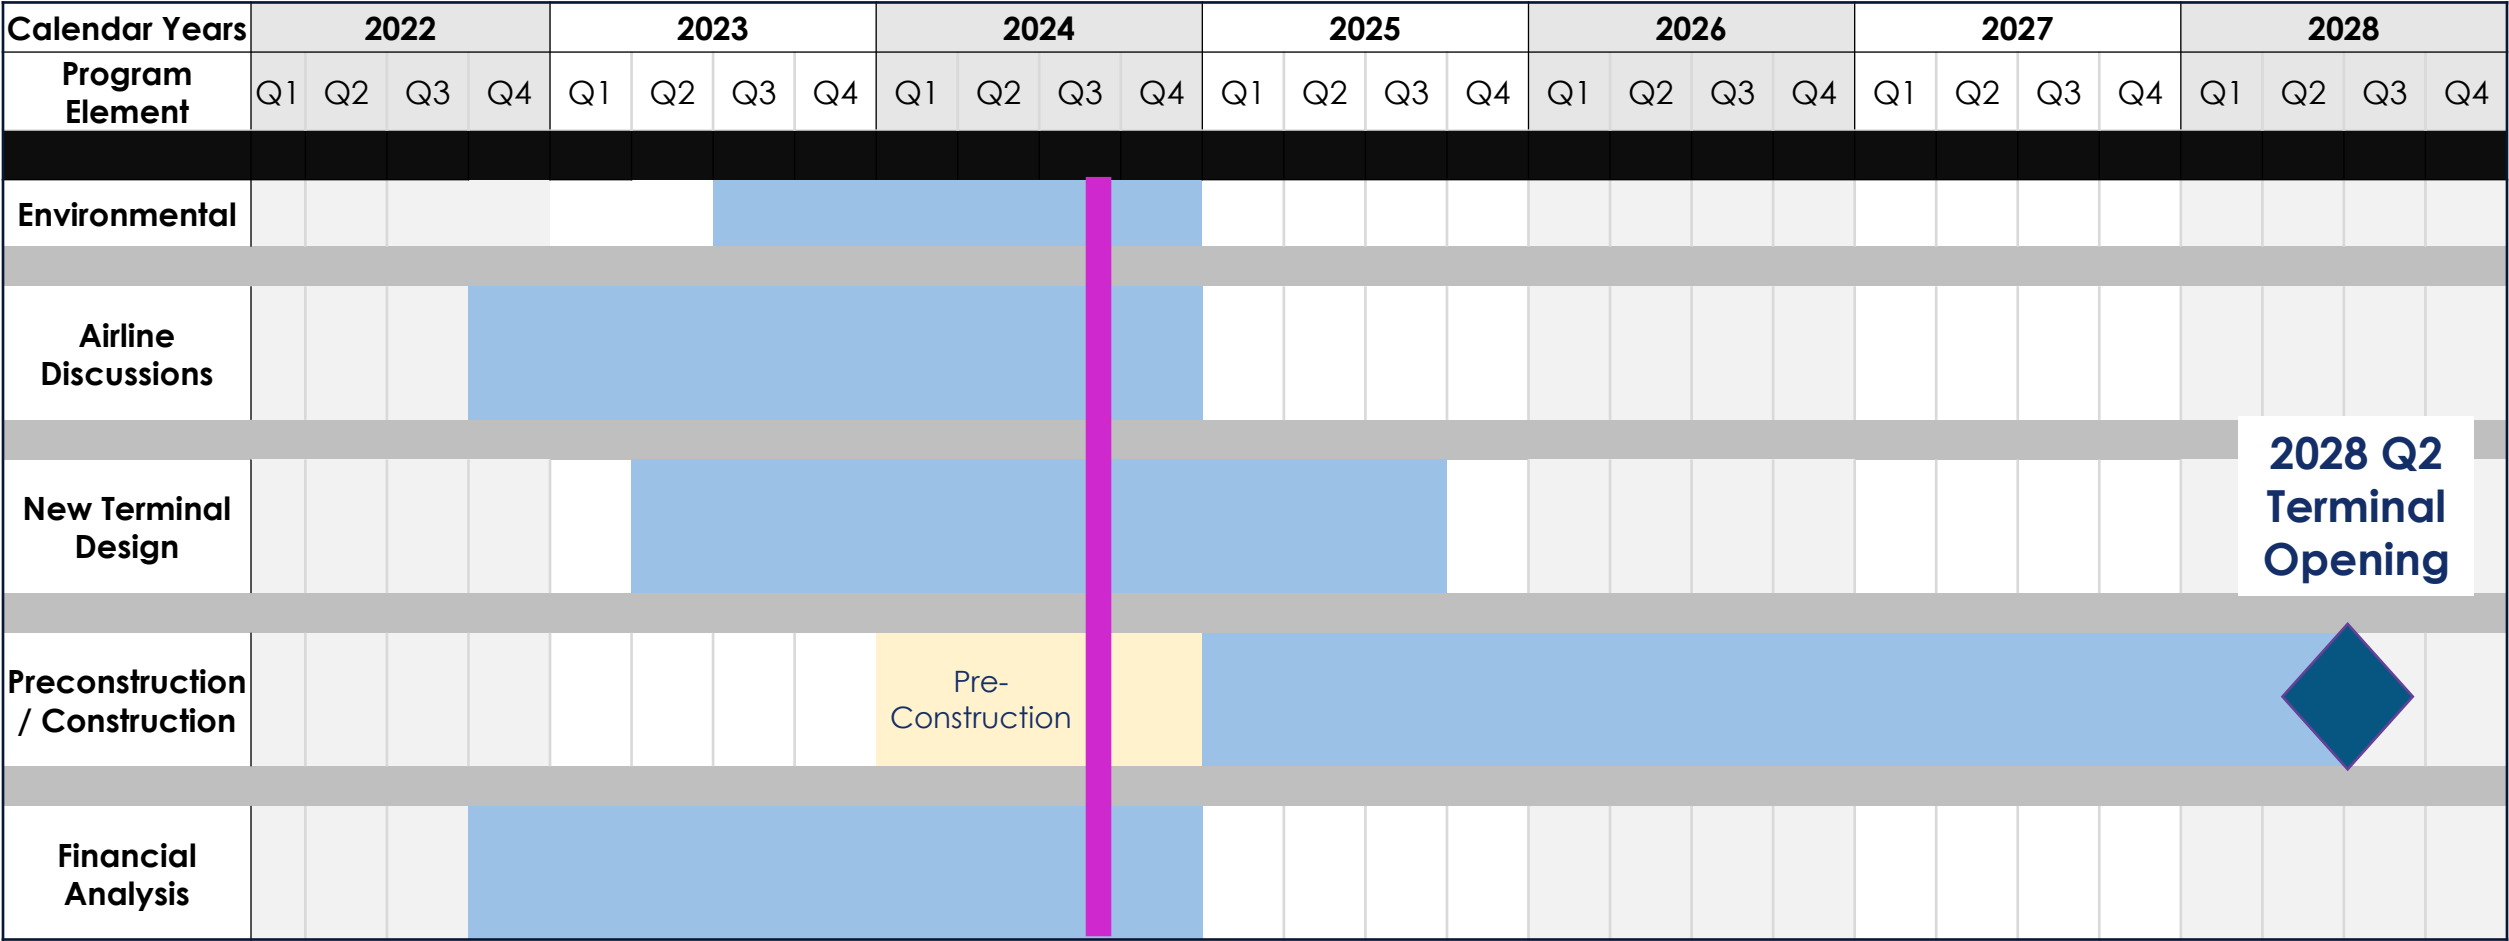 Calendar Years 2022 2023 2024 2025 2026 2027 2028
Program
Element
Q1 Q2 Q3 Q4 Q1 Q2 Q3 Q4 Q1 Q2 Q3 Q4 Q1 Q2 Q3 Q4 Q1 Q2 Q3 Q4 Q1 Q2 Q3 Q4 Q1 Q2 Q3 Q4
Environmental
Airline
Discussions
New Terminal
Design
2028 Q2
Terminal
Opening
Preconstruction
/ Construction
Pre-
Construction
Financial
Analysis